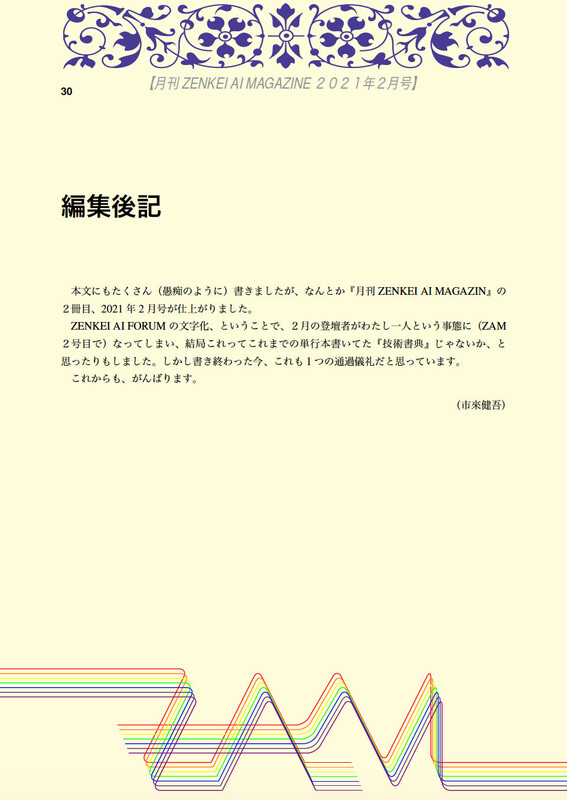 【月刊 ZENKEI AI MAGAZINE ２０２１年２月号】
30
編集後記
本文にもたくさん（愚痴のように）書きましたが、なんとか『月刊 ZENKEI AI MAGAZIN』の
２冊目、2021 年 2 月号が仕上がりました。
ZENKEI AI FORUM の文字化、ということで、２月の登壇者がわたし一人という事態に（ZAM
２号目で）なってしまい、結局これってこれまでの単行本書いてた『技術書典』じゃないか、と
思ったりもしました。しかし書き終わった今、これも 1 つの通過儀礼だと思っています。
これからも、がんばります。
（市來健吾）
ZAM